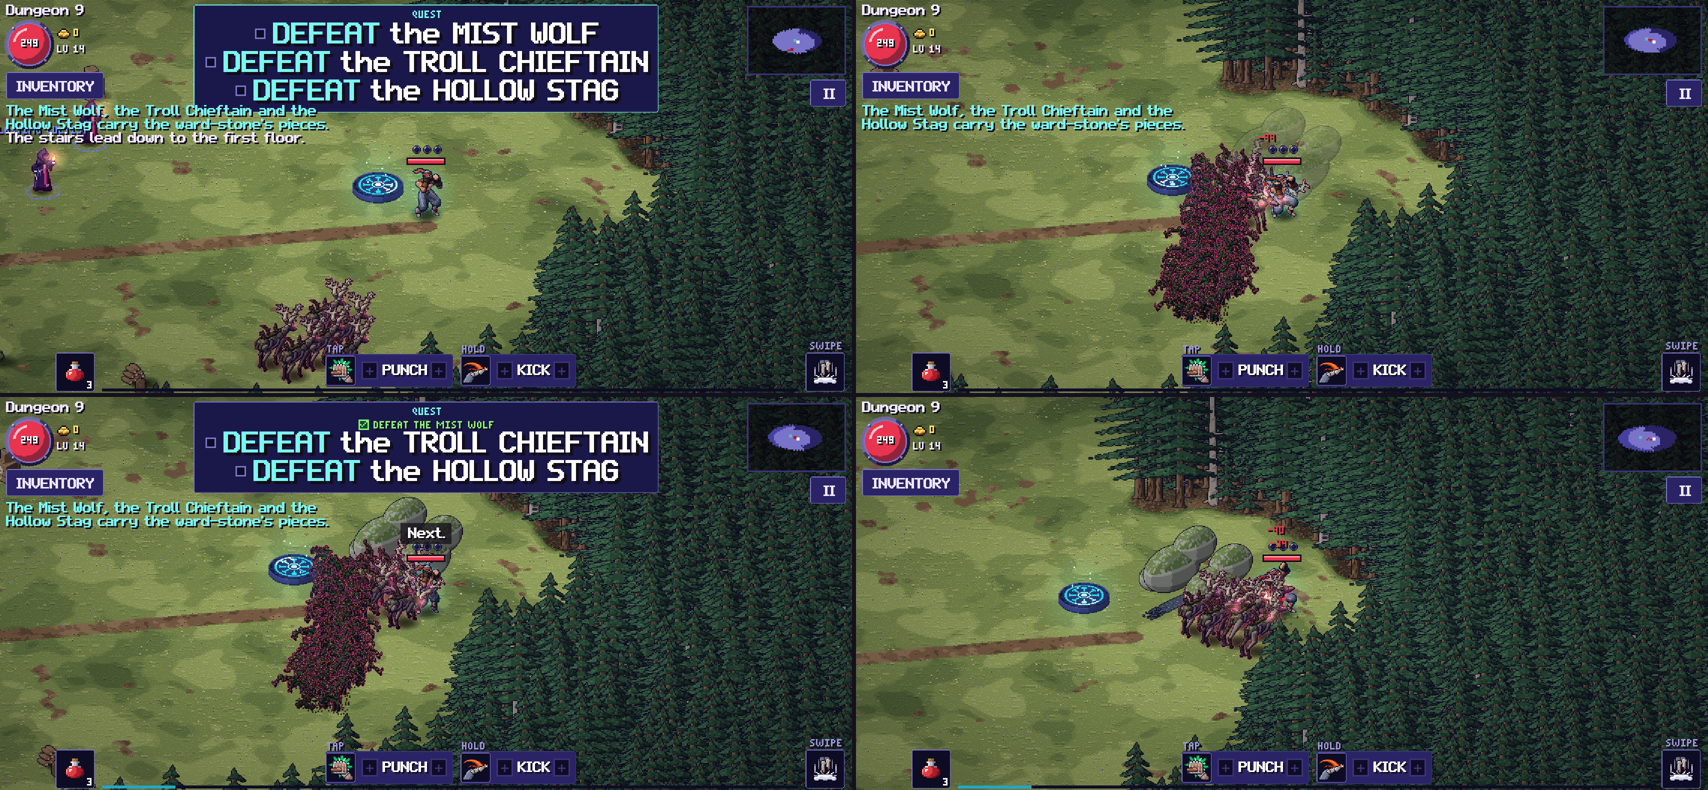 Dungeon 9
249
0
LV 14
INVENTORY
QUEST
DEFEAT the MIST WOLF
DEFEAT the TROLL CHIEFTAIN
DEFEAT the HOLLOW STAG
II
The Mist Wolf, the Troll Chieftain and the
Hollow Stag carry the ward-stone's pieces.
The stairs lead down to the first floor.
3
TAP
+ PUNCH +
HOLD
+ KICK +
SWIPE
Dungeon 9
249
0
LV 14
INVENTORY
II
The Mist Wolf, the Troll Chieftain and the
Hollow Stag carry the ward-stone's pieces.
3
TAP
+ PUNCH +
HOLD
+ KICK +
SWIPE
Dungeon 9
249
0
LV 14
INVENTORY
QUEST
DEFEAT THE MIST WOLF
DEFEAT the TROLL CHIEFTAIN
DEFEAT the HOLLOW STAG
II
The Mist Wolf, the Troll Chieftain and the
Hollow Stag carry the ward-stone's pieces.
Next.
3
TAP
+ PUNCH +
HOLD
+ KICK +
SWIPE
Dungeon 9
249
0
LV 14
INVENTORY
II
3
TAP
+ PUNCH +
HOLD
+ KICK +
SWIPE